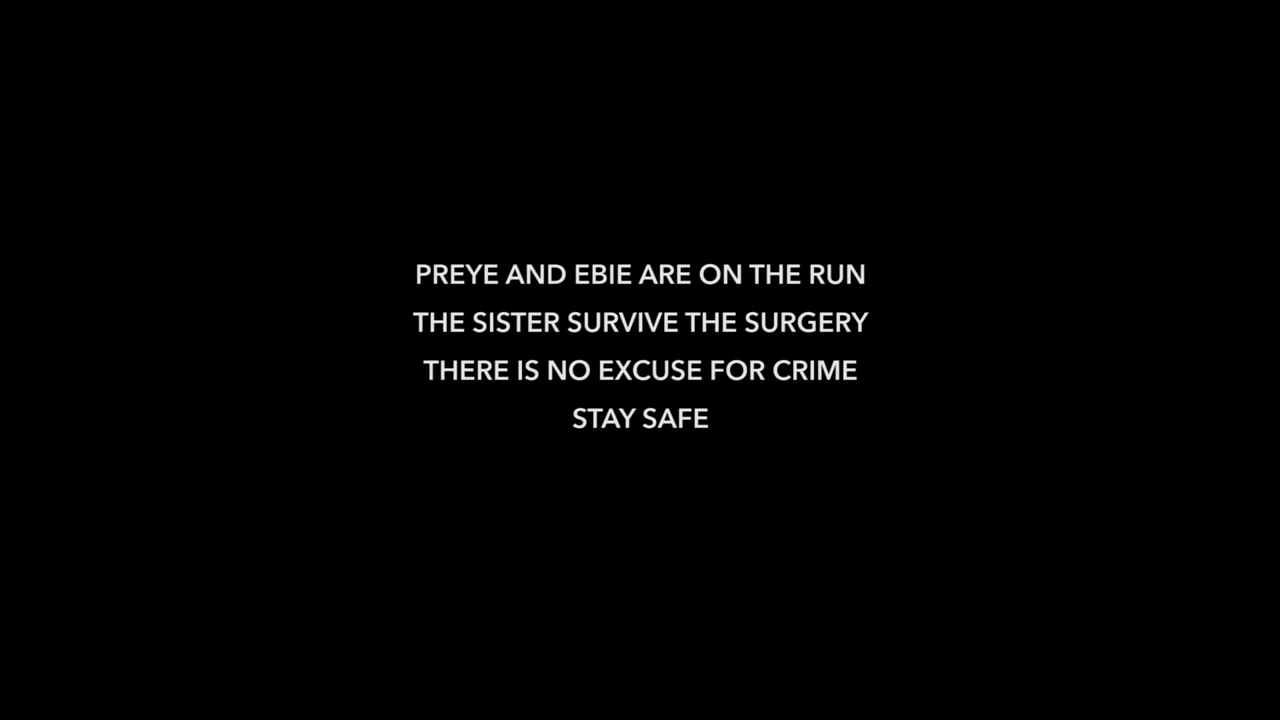 PREYE AND EBIE ARE ON THE RUN
THE SISTER SURVIVE THE SURGERY
THERE IS NO EXCUSE FOR CRIME
STAY SAFE